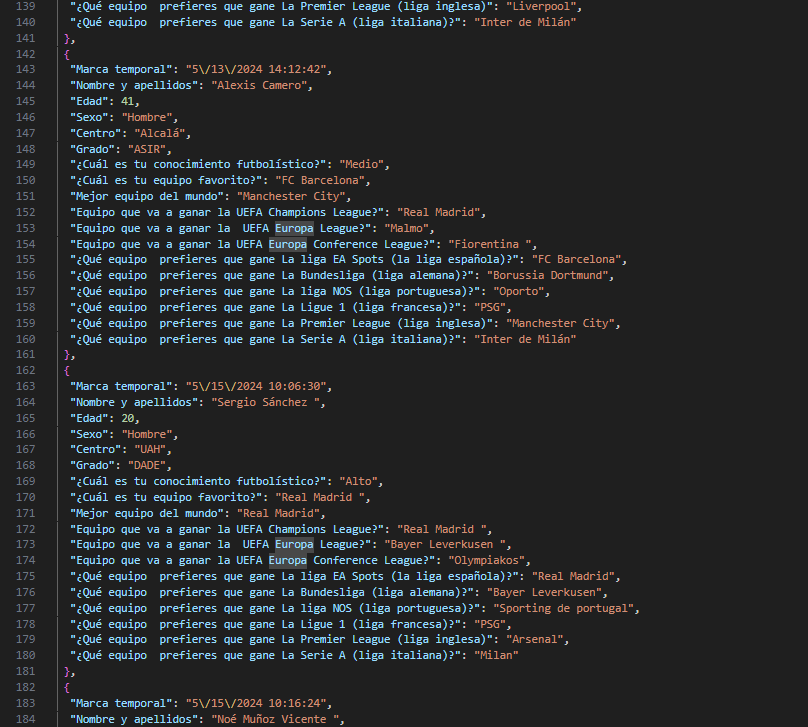 139 "¿Qué equipo  prefieres que gane La Premier League (liga inglesa)": "Liverpool",
140 "¿Qué equipo  prefieres que gane La Serie A (liga italiana)?": "Inter de Milán"
141 },
142 {
143 "Marca temporal": "5\/13\/2024 14:12:42",
144 "Nombre y apellidos": "Alexis Camero",
145 "Edad": 41,
146 "Sexo": "Hombre",
147 "Centro": "Alcalá",
148 "Grado": "ASIR",
149 "¿Cuál es tu conocimiento futbolístico?": "Medio",
150 "¿Cuál es tu equipo favorito?": "FC Barcelona",
151 "Mejor equipo del mundo": "Manchester City",
152 "Equipo que va a ganar la UEFA Champions League?": "Real Madrid",
153 "Equipo que va a ganar la  UEFA Europa League?": "Malmo",
154 "Equipo que va a ganar la UEFA Europa Conference League?": "Fiorentina ",
155 "¿Qué equipo  prefieres que gane La liga EA Spots (la liga española)?": "FC Barcelona",
156 "¿Qué equipo  prefieres que gane La Bundesliga (liga alemana)?": "Borussia Dortmund",
157 "¿Qué equipo  prefieres que gane La liga NOS (liga portuguesa)?": "Oporto",
158 "¿Qué equipo  prefieres que gane La Ligue 1 (liga francesa)?": "PSG",
159 "¿Qué equipo  prefieres que gane La Premier League (liga inglesa)": "Manchester City",
160 "¿Qué equipo  prefieres que gane La Serie A (liga italiana)?": "Inter de Milán"
161 },
162 {
163 "Marca temporal": "5\/15\/2024 10:06:30",
164 "Nombre y apellidos": "Sergio Sánchez ",
165 "Edad": 20,
166 "Sexo": "Hombre",
167 "Centro": "UAH",
168 "Grado": "DADE",
169 "¿Cuál es tu conocimiento futbolístico?": "Alto",
170 "¿Cuál es tu equipo favorito?": "Real Madrid ",
171 "Mejor equipo del mundo": "Real Madrid",
172 "Equipo que va a ganar la UEFA Champions League?": "Real Madrid ",
173 "Equipo que va a ganar la  UEFA Europa League?": "Bayer Leverkusen ",
174 "Equipo que va a ganar la UEFA Europa Conference League?": "Olympiakos",
175 "¿Qué equipo  prefieres que gane La liga EA Spots (la liga española)?": "Real Madrid",
176 "¿Qué equipo  prefieres que gane La Bundesliga (liga alemana)?": "Bayer Leverkusen",
177 "¿Qué equipo  prefieres que gane La liga NOS (liga portuguesa)?": "Sporting de portugal",
178 "¿Qué equipo  prefieres que gane La Ligue 1 (liga francesa)?": "PSG",
179 "¿Qué equipo  prefieres que gane La Premier League (liga inglesa)": "Arsenal",
180 "¿Qué equipo  prefieres que gane La Serie A (liga italiana)?": "Milan"
181 },
182 {
183 "Marca temporal": "5\/15\/2024 10:16:24",
184 "Nombre y apellidos": "Noé Muñoz Vicente ",